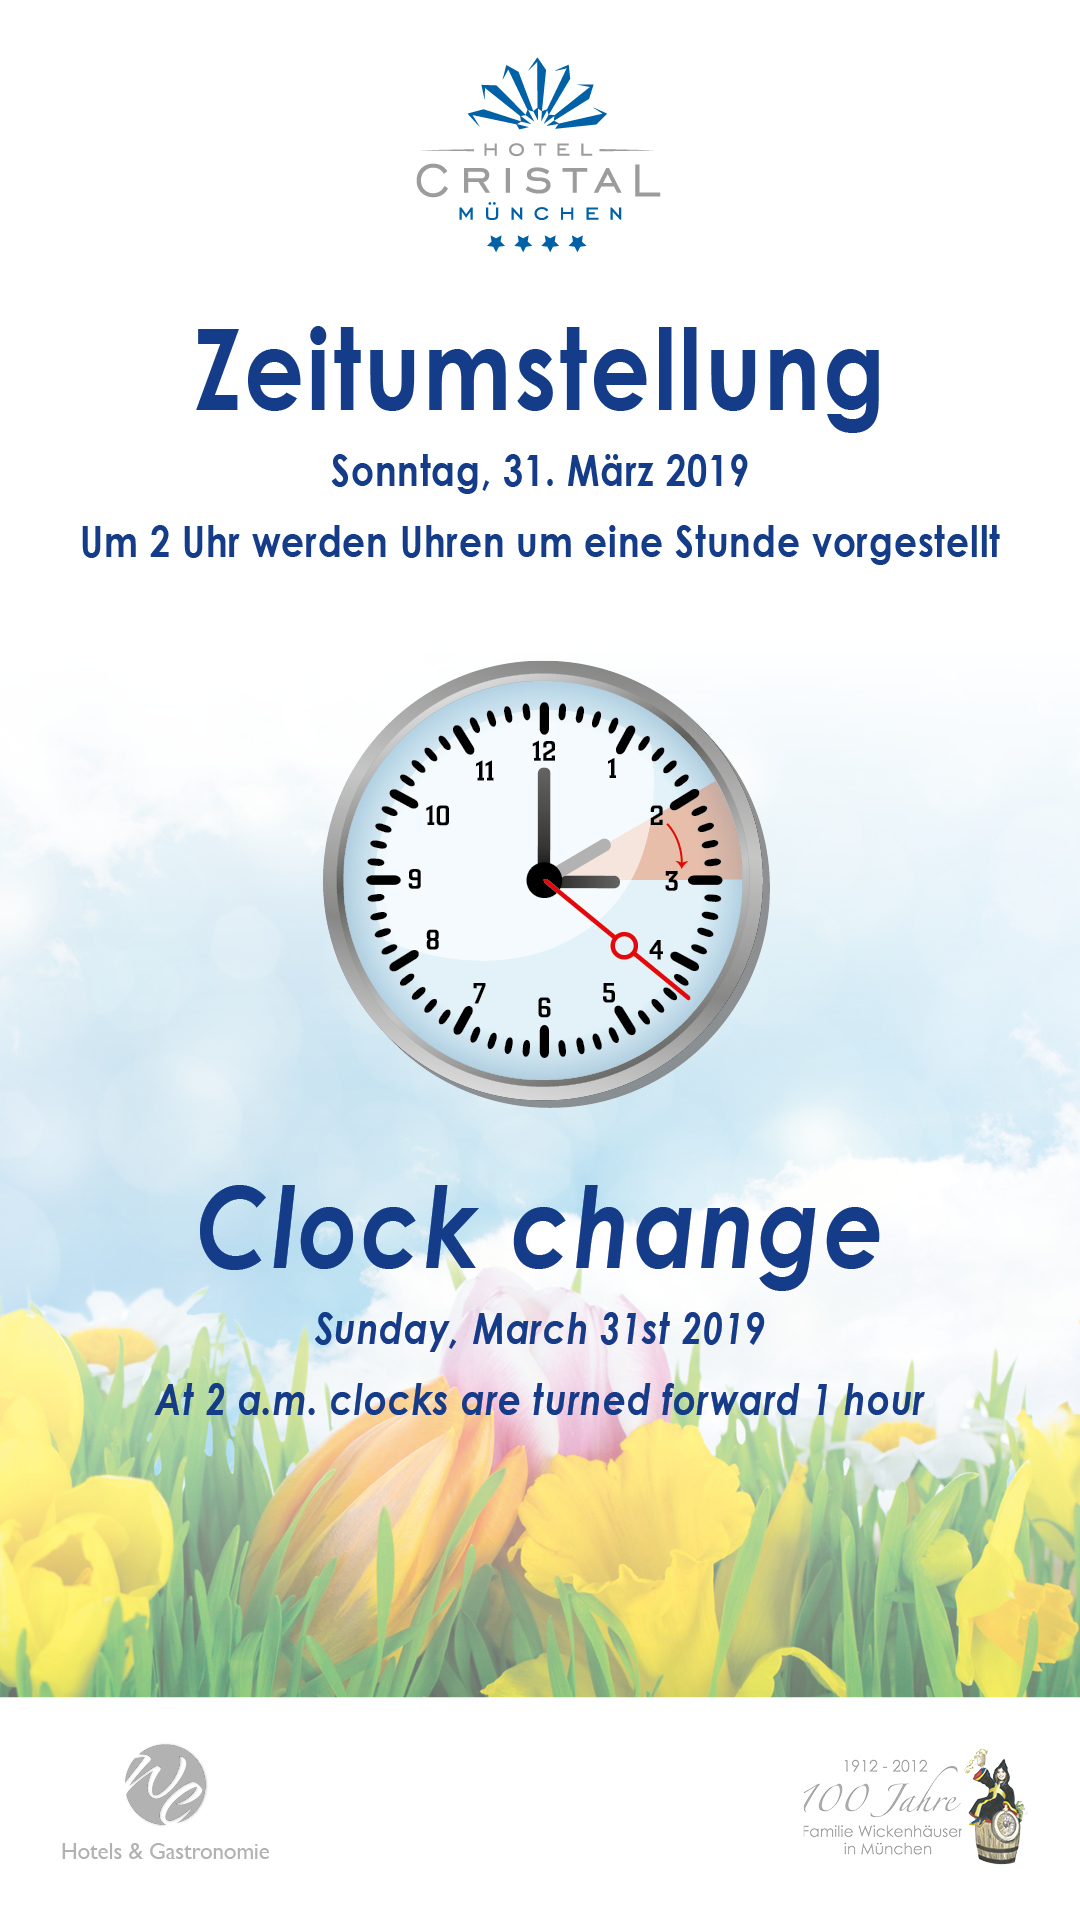 HOTEL
CRISTAL
MÜNCHEN
Zeitumstellung
Sonntag, 31. März 2019
Um 2 Uhr werden Uhren um eine Stunde vorgestellt
12
11 1
10 2
9 3
8 4
7 5
6
Clock change
Sunday, March 31st 2019
At 2 a.m. clocks are turned forward 1 hour
WC
Hotels & Gastronomie
1912 - 2012
100 Jahre
Familie Wickenhäuser
in München